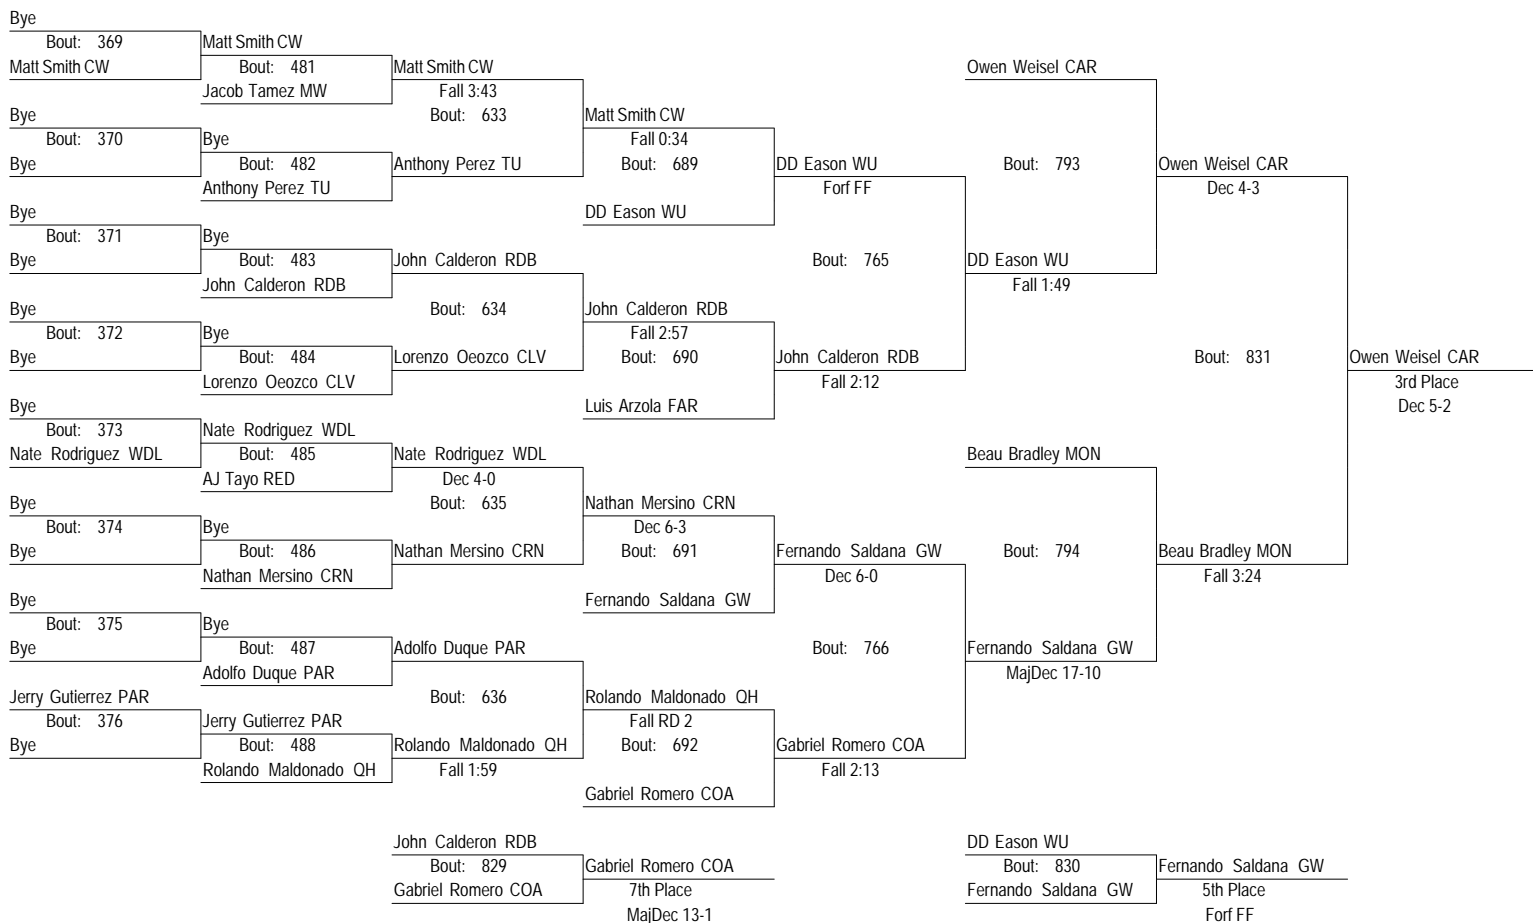 Bye
Bout: 369
Matt Smith CW
Bye
Bout: 370
Bye
Bye
Bout: 371
Bye
Bye
Bout: 372
Bye
Bye
Bout: 373
Nate Rodriguez WDL
Bye
Bout: 374
Bye
Bye
Bout: 375
Bye
Jerry Gutierrez PAR
Bout: 376
Bye
Matt Smith CW
Bout: 481
Jacob Tamez MW
Bye
Bout: 482
Anthony Perez TU
Bye
Bout: 483
John Calderon RDB
Bye
Bout: 484
Lorenzo Oeozco CLV
Nate Rodriguez WDL
Bout: 485
AJ Tayo RED
Bye
Bout: 486
Nathan Mersino CRN
Bye
Bout: 487
Adolfo Duque PAR
Jerry Gutierrez PAR
Bout: 488
Rolando Maldonado QH
Matt Smith CW
Fall 3:43
Bout: 633
Anthony Perez TU
John Calderon RDB
Bout: 634
Lorenzo Oeozco CLV
Nate Rodriguez WDL
Dec 4-0
Bout: 635
Nathan Mersino CRN
Adolfo Duque PAR
Bout: 636
Rolando Maldonado QH
Fall 1:59
Matt Smith CW
Fall 0:34
Bout: 689
DD Eason WU
John Calderon RDB
Fall 2:57
Bout: 690
Luis Arzola FAR
Nathan Mersino CRN
Dec 6-3
Bout: 691
Fernando Saldana GW
Rolando Maldonado QH
Fall RD 2
Bout: 692
Gabriel Romero COA
DD Eason WU
Forf FF
Bout: 765
John Calderon RDB
Fall 2:12
Fernando Saldana GW
Dec 6-0
Bout: 766
Gabriel Romero COA
Fall 2:13
Owen Weisel CAR
Bout: 793
DD Eason WU
Fall 1:49
Beau Bradley MON
Bout: 794
Fernando Saldana GW
MajDec 17-10
Owen Weisel CAR
Dec 4-3
Bout: 831
Beau Bradley MON
Fall 3:24
Owen Weisel CAR
3rd Place
Dec 5-2
John Calderon RDB
Bout: 829
Gabriel Romero COA
Gabriel Romero COA
7th Place
MajDec 13-1
DD Eason WU
Bout: 830
Fernando Saldana GW
Fernando Saldana GW
5th Place
Forf FF